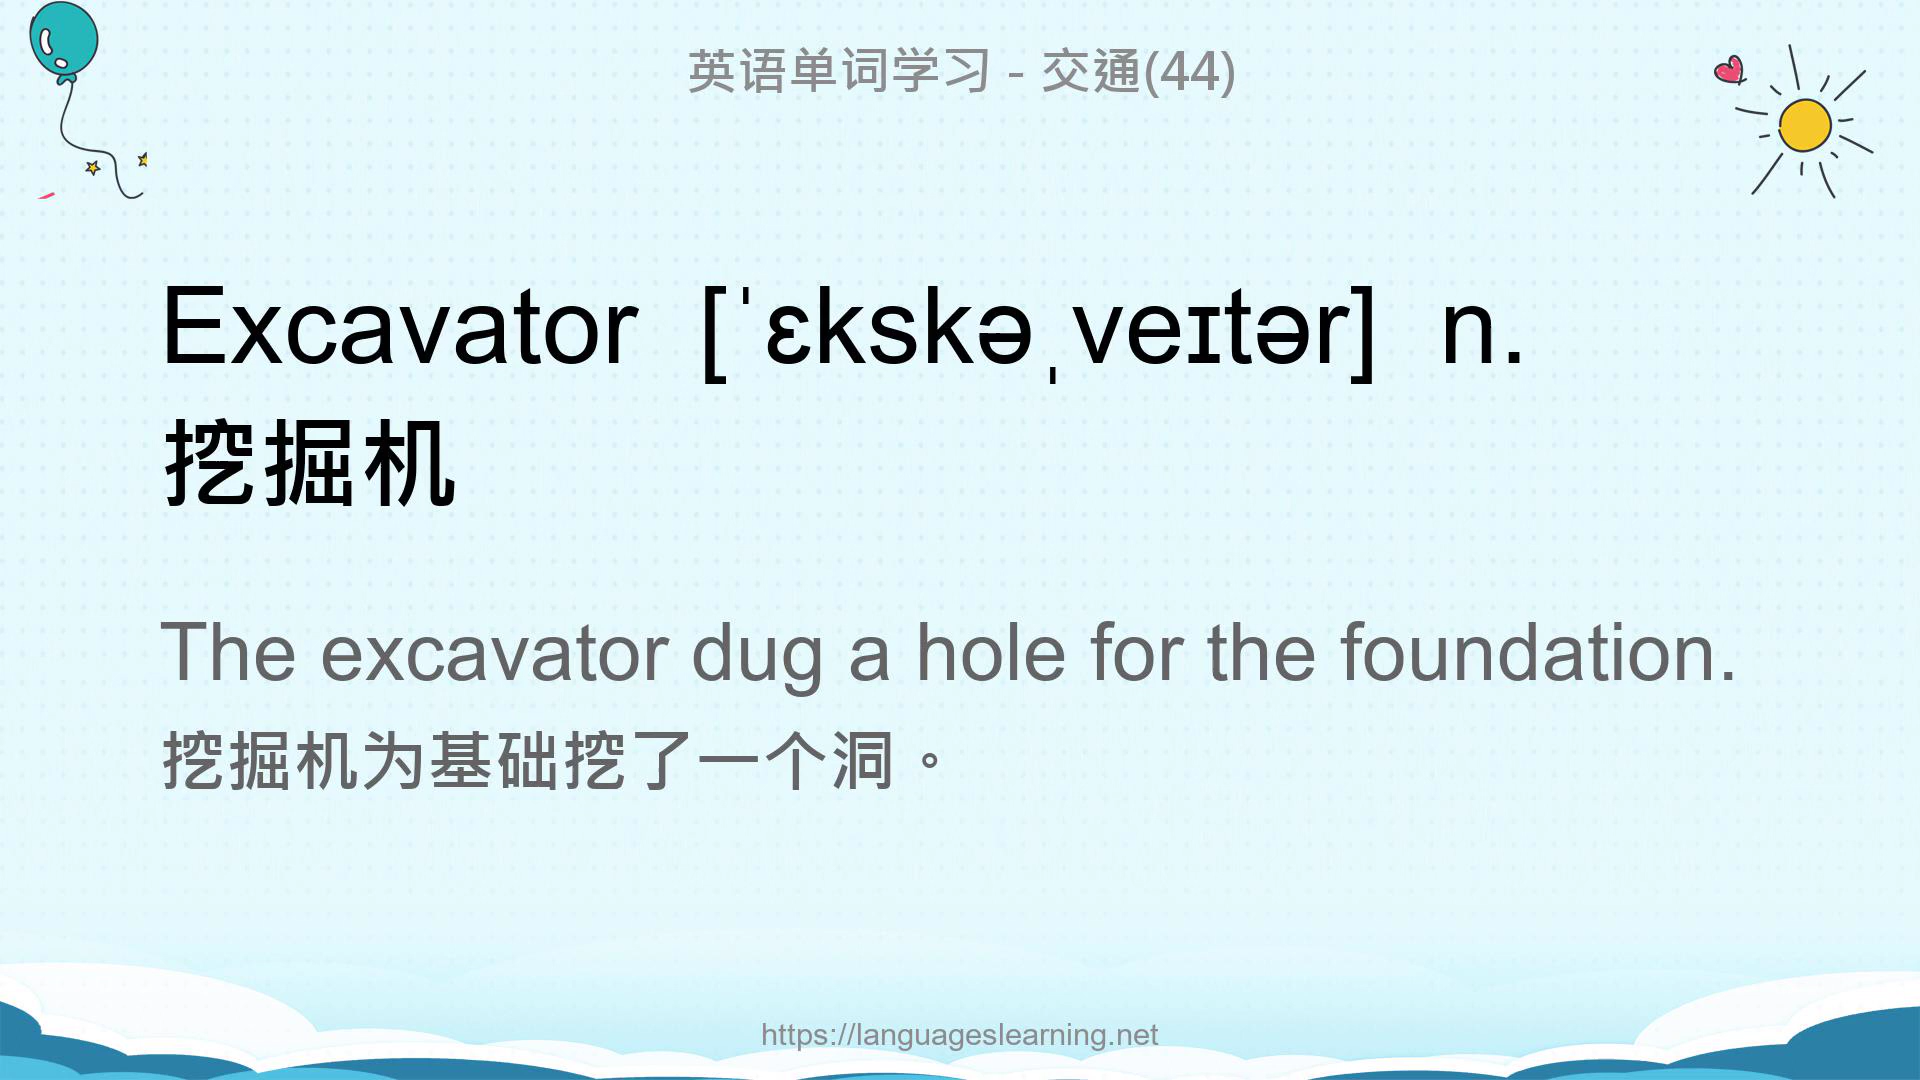 英语单词学习 - 交通(44)
Excavator [ˈɛkskəˌveɪtər] n.
挖掘机
The excavator dug a hole for the foundation.
挖掘机为基础挖了一个洞。
https://languageslearning.net